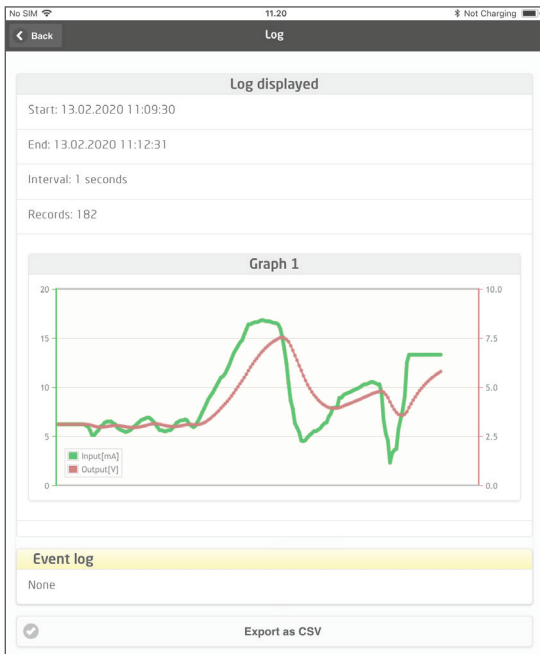 No SIM 11.20 Not Charging
Back Log
Log displayed
Start: 13.02.2020 11:09:30
End: 13.02.2020 11:12:31
Interval: 1 seconds
Records: 182
Graph 1
20 10.0
15 7.5
10 5.0
5 2.5
0 0.0
Input[mA]
Output[V]
Event log
None
Export as CSV